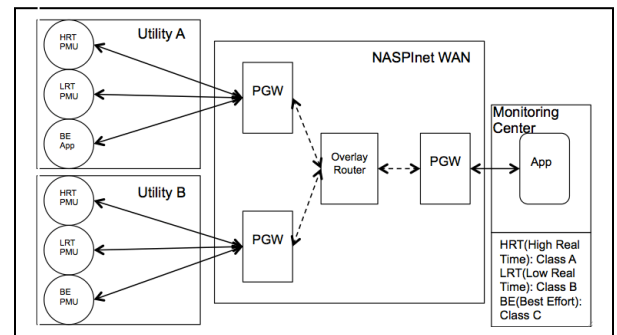 Utility A
HRT
PMU
LRT
PMU
BE
App
Utility B
HRT
PMU
LRT
PMU
BE
PMU
NASPInet WAN
PGW
PGW
Overlay
Router
PGW
Monitoring
Center
App
HRT(High Real
Time): Class A
LRT(Low Real
Time): Class B
BE(Best Effort):
Class C